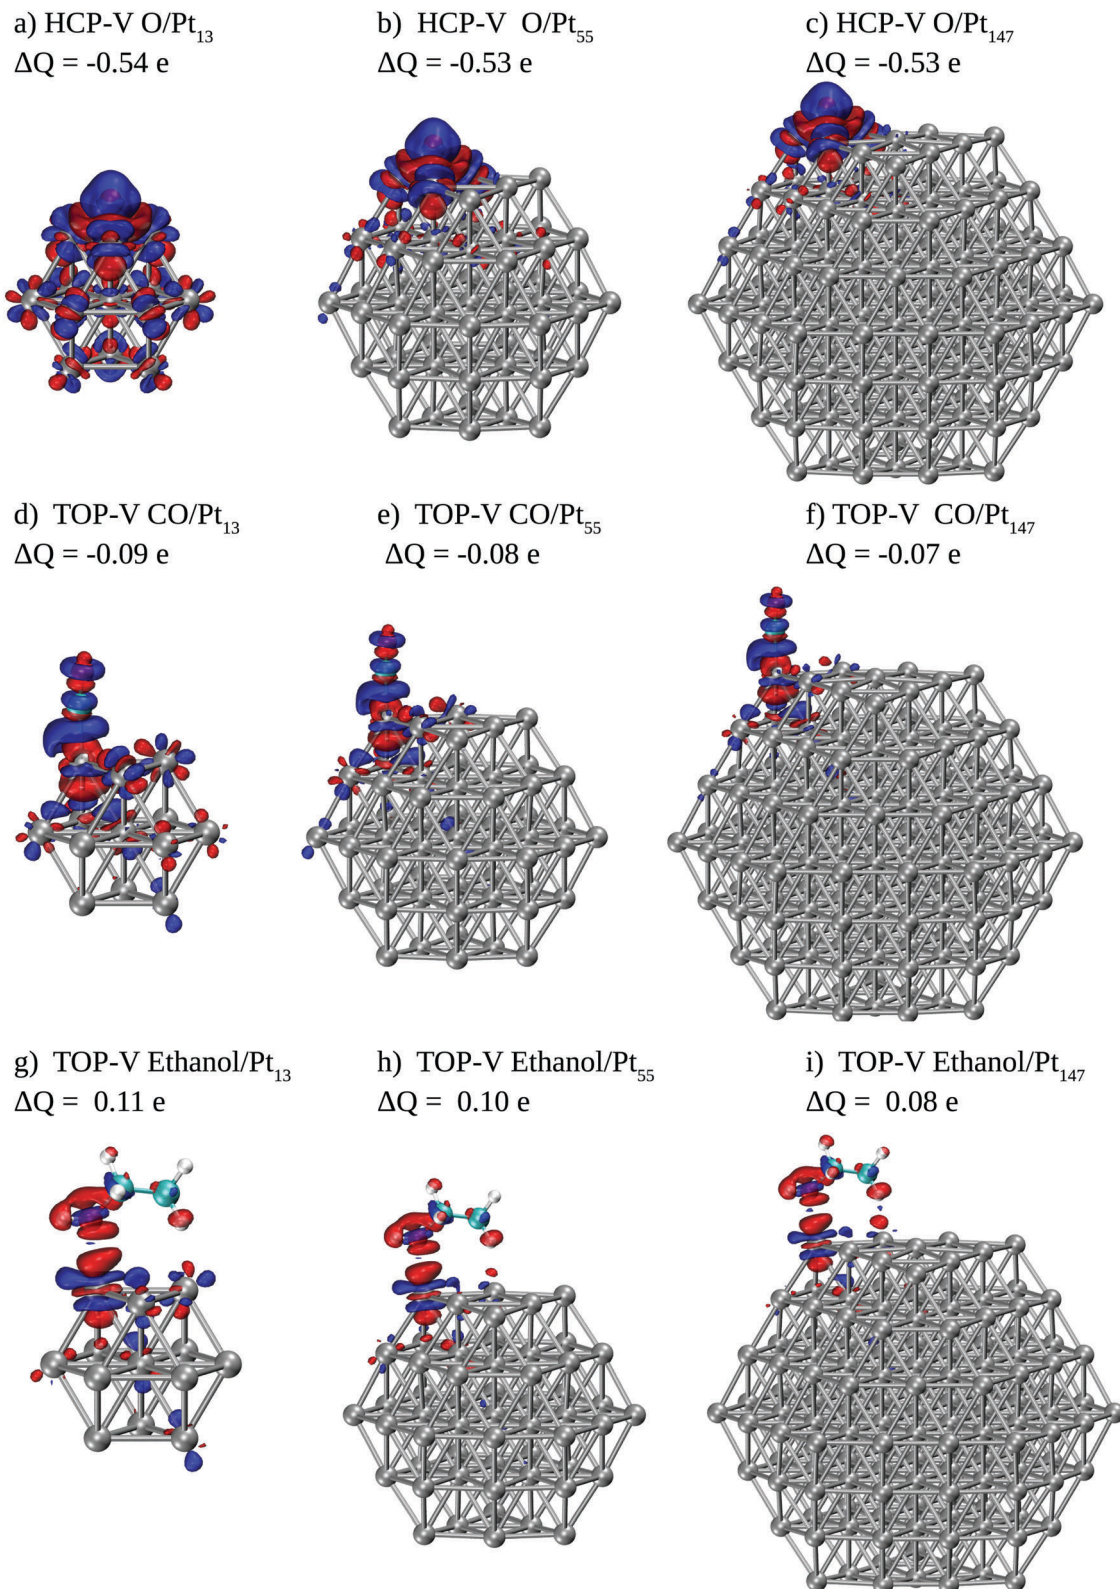 a) HCP-V O/Pt₁₃
ΔQ = -0.54 e
b) HCP-V O/Pt₅₅
ΔQ = -0.53 e
c) HCP-V O/Pt₁₄₇
ΔQ = -0.53 e
d) TOP-V CO/Pt₁₃
ΔQ = -0.09 e
e) TOP-V CO/Pt₅₅
ΔQ = -0.08 e
f) TOP-V CO/Pt₁₄₇
ΔQ = -0.07 e
g) TOP-V Ethanol/Pt₁₃
ΔQ = 0.11 e
h) TOP-V Ethanol/Pt₅₅
ΔQ = 0.10 e
i) TOP-V Ethanol/Pt₁₄₇
ΔQ = 0.08 e